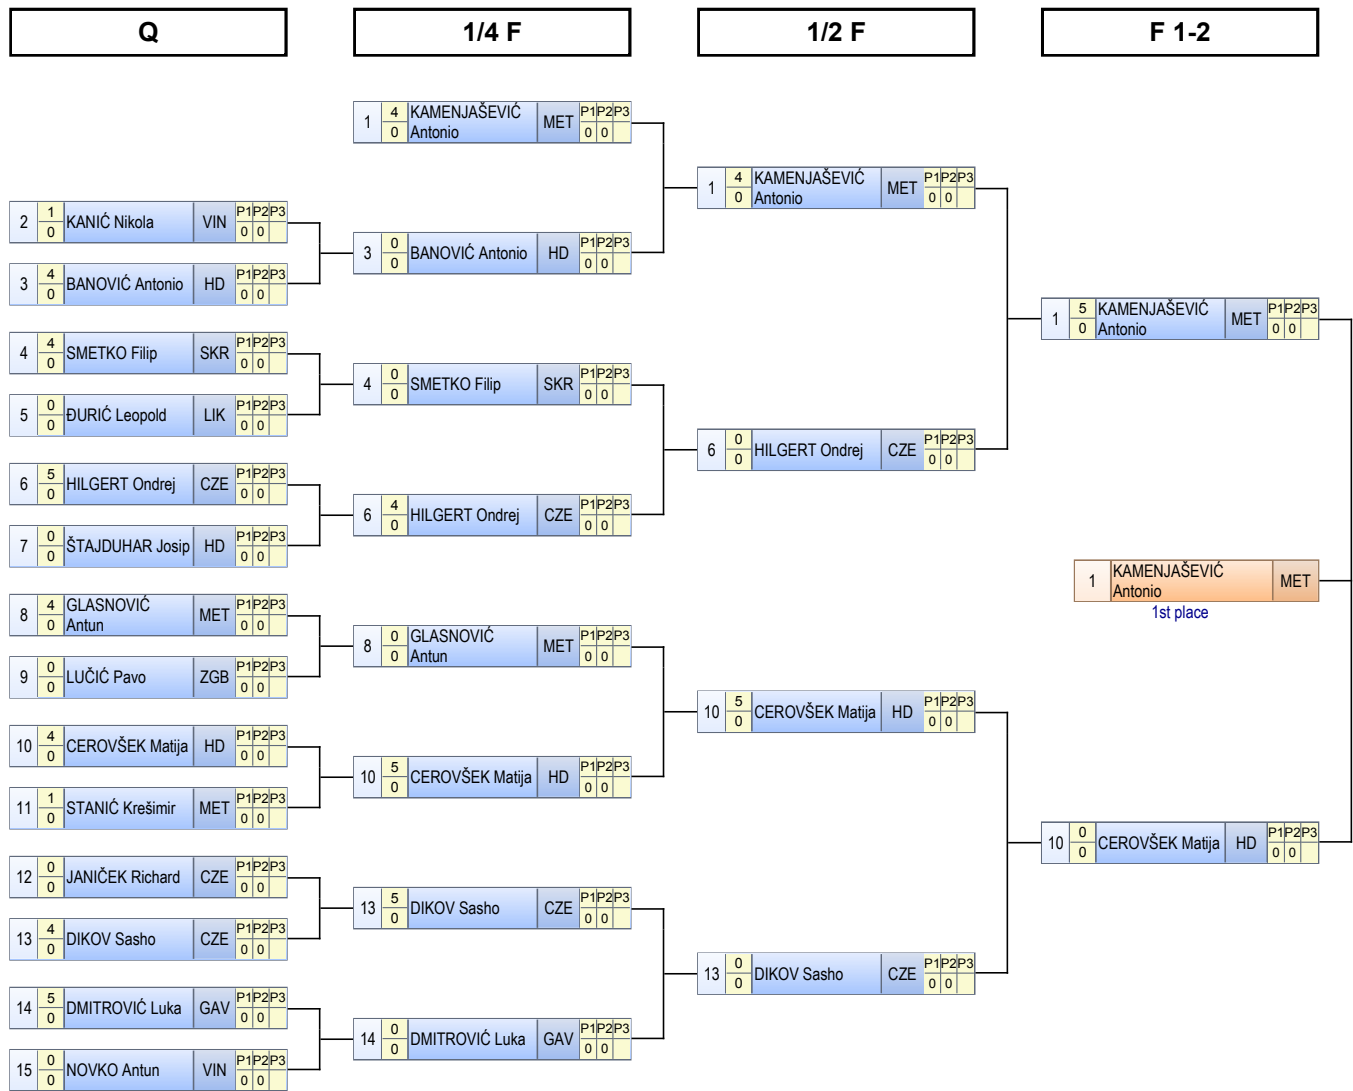 Q
1/4 F
1/2 F
F 1-2
1 4 0 KAMENJAŠEVIĆ Antonio MET P1 P2 P3 0 0
2 1 0 KANIĆ Nikola VIN P1 P2 P3 0 0
3 4 0 BANOVIĆ Antonio HD P1 P2 P3 0 0
4 4 0 SMETKO Filip SKR P1 P2 P3 0 0
5 0 0 ĐURIĆ Leopold LIK P1 P2 P3 0 0
6 5 0 HILGERT Ondrej CZE P1 P2 P3 0 0
7 0 0 ŠTAJDUHAR Josip HD P1 P2 P3 0 0
8 4 0 GLASNOVIĆ Antun MET P1 P2 P3 0 0
9 0 0 LUČIĆ Pavo ZGB P1 P2 P3 0 0
10 4 0 CEROVŠEK Matija HD P1 P2 P3 0 0
11 1 0 STANIĆ Krešimir MET P1 P2 P3 0 0
12 0 0 JANIČEK Richard CZE P1 P2 P3 0 0
13 4 0 DIKOV Sasho CZE P1 P2 P3 0 0
14 5 0 DMITROVIĆ Luka GAV P1 P2 P3 0 0
15 0 0 NOVKO Antun VIN P1 P2 P3 0 0
3 0 0 BANOVIĆ Antonio HD P1 P2 P3 0 0
4 0 0 SMETKO Filip SKR P1 P2 P3 0 0
6 4 0 HILGERT Ondrej CZE P1 P2 P3 0 0
8 0 0 GLASNOVIĆ Antun MET P1 P2 P3 0 0
10 5 0 CEROVŠEK Matija HD P1 P2 P3 0 0
13 5 0 DIKOV Sasho CZE P1 P2 P3 0 0
14 0 0 DMITROVIĆ Luka GAV P1 P2 P3 0 0
1 4 0 KAMENJAŠEVIĆ Antonio MET P1 P2 P3 0 0
6 0 0 HILGERT Ondrej CZE P1 P2 P3 0 0
10 5 0 CEROVŠEK Matija HD P1 P2 P3 0 0
13 0 0 DIKOV Sasho CZE P1 P2 P3 0 0
1 5 0 KAMENJAŠEVIĆ Antonio MET P1 P2 P3 0 0
1 KAMENJAŠEVIĆ Antonio MET
1st place
10 0 0 CEROVŠEK Matija HD P1 P2 P3 0 0